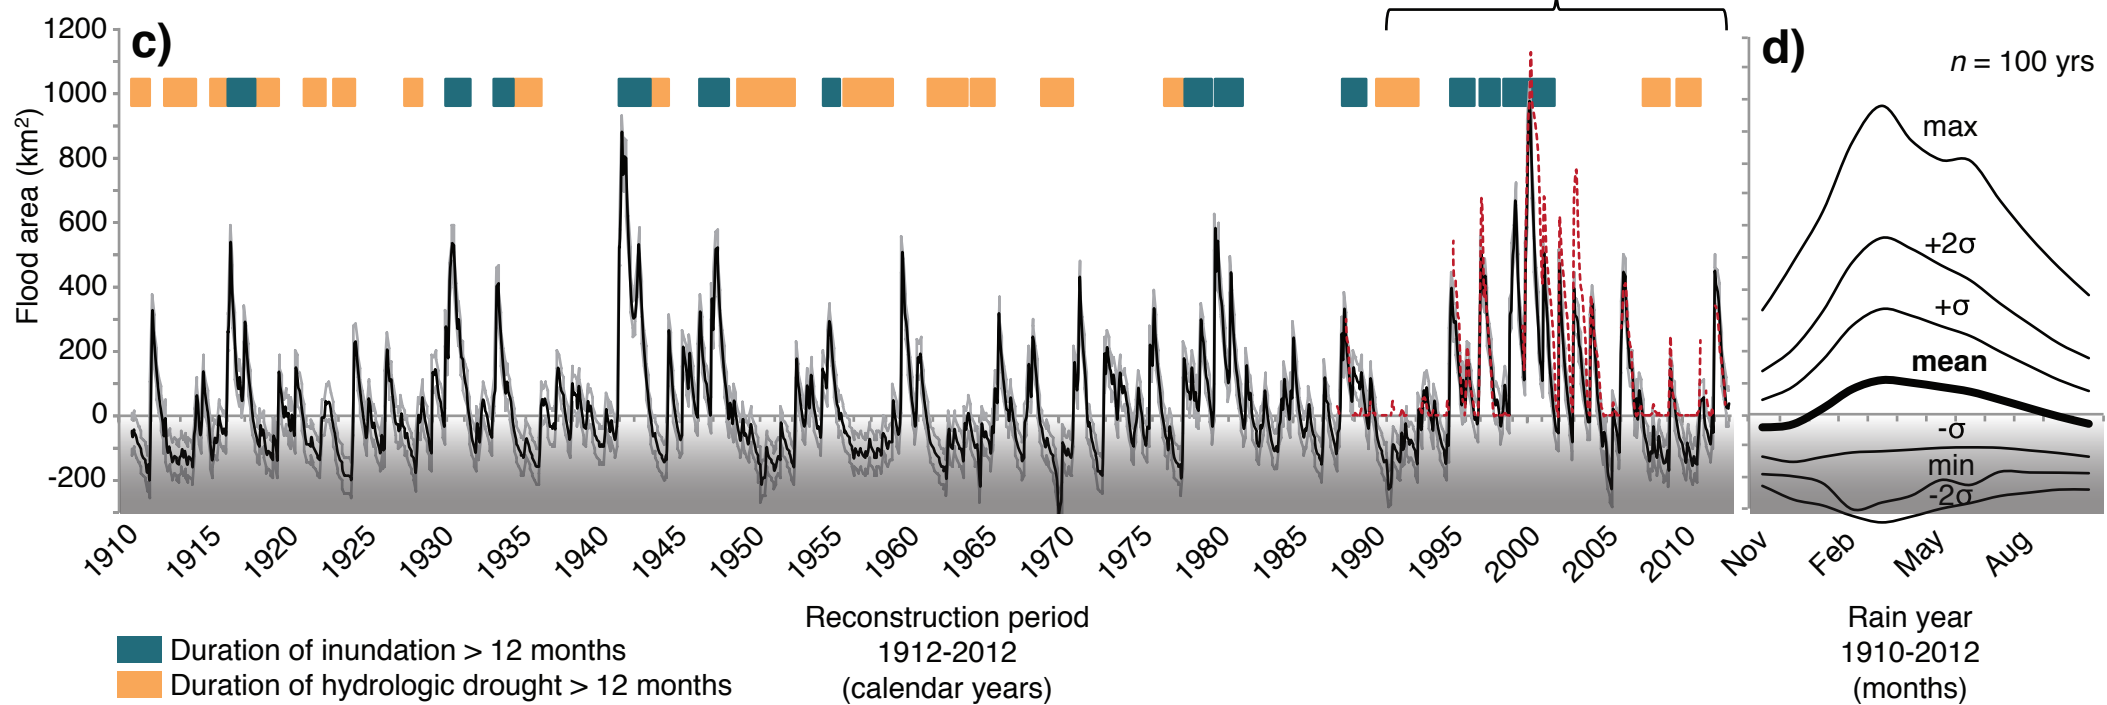 c)
1200
1000
800
600
400
200
0
-200
Flood area (km²)
1910 1915 1920 1925 1930 1935 1940 1945 1950 1955 1960 1965 1970 1975 1980 1985 1990 1995 2000 2005 2010
Reconstruction period
1912-2012
(calendar years)
Duration of inundation > 12 months
Duration of hydrologic drought > 12 months
d)
n = 100 yrs
max
+2σ
+σ
mean
-σ
min
-2σ
Nov Feb May Aug
Rain year
1910-2012
(months)